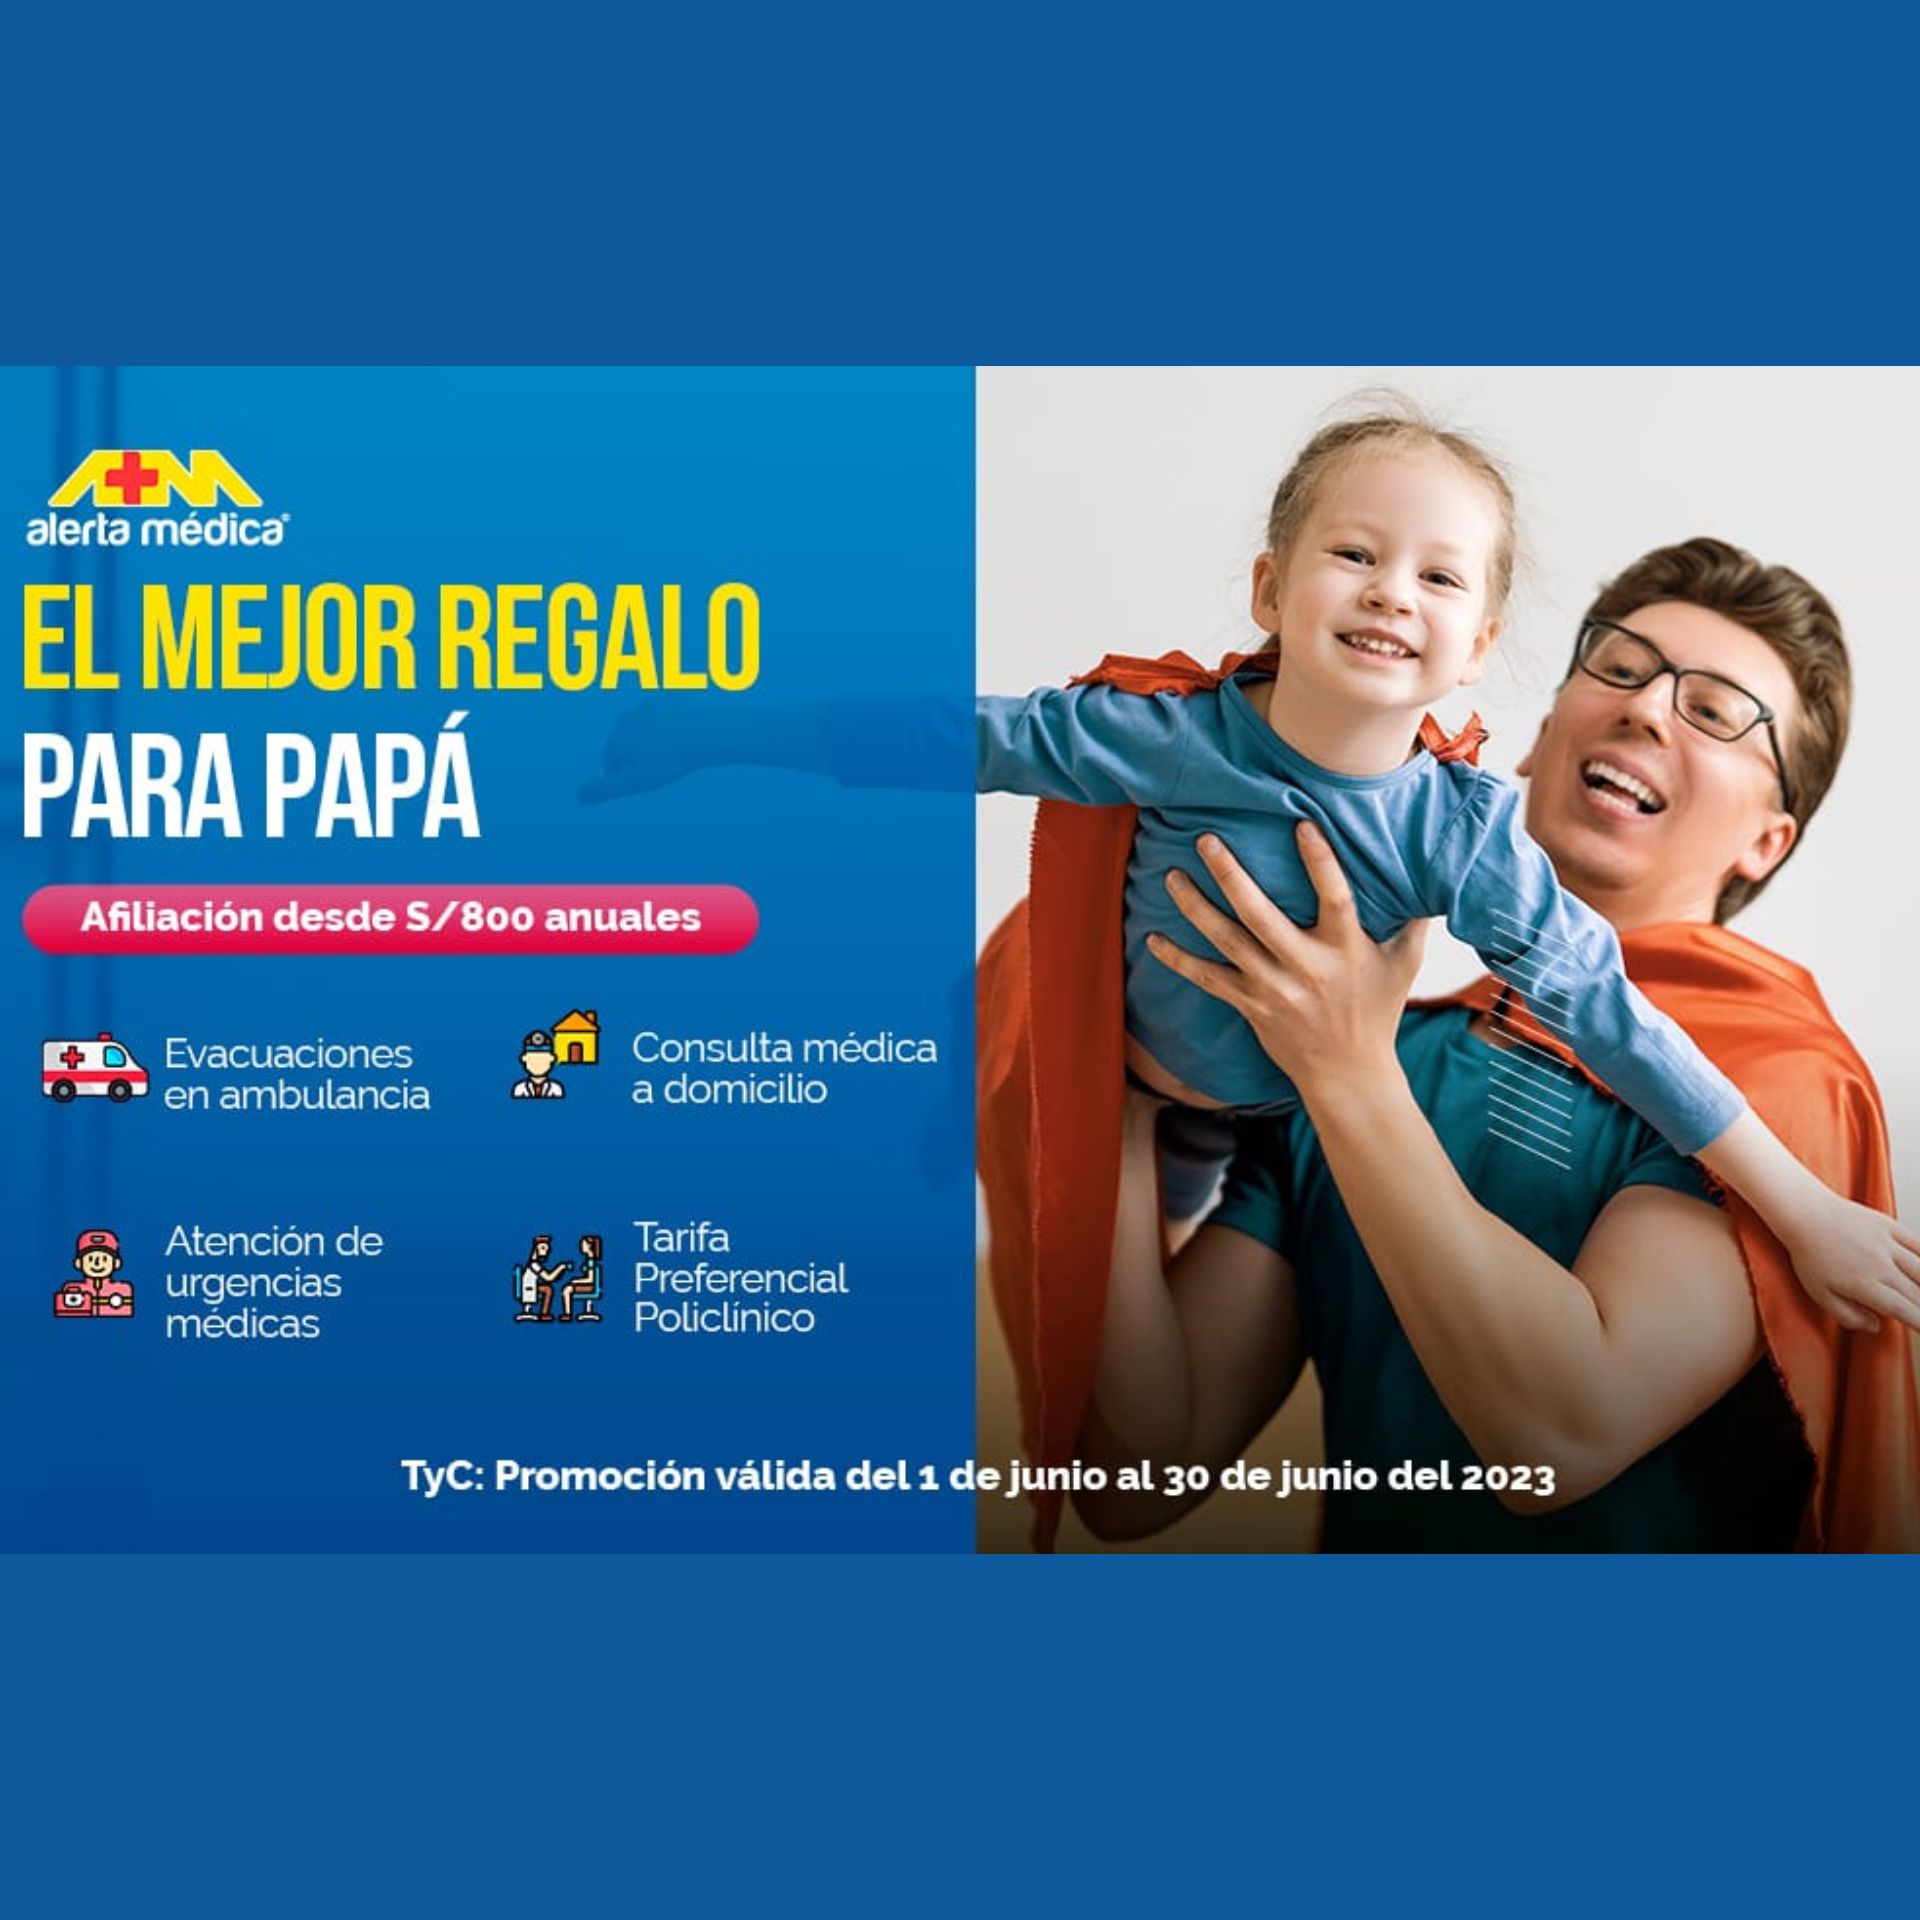 alerta médica®
EL MEJOR REGALO
PARA PAPÁ
Afiliación desde S/800 anuales
Evacuaciones
en ambulancia
Consulta médica
a domicilio
Atención de
urgencias
médicas
Tarifa
Preferencial
Policlínico
TyC: Promoción válida del 1 de junio al 30 de junio del 2023